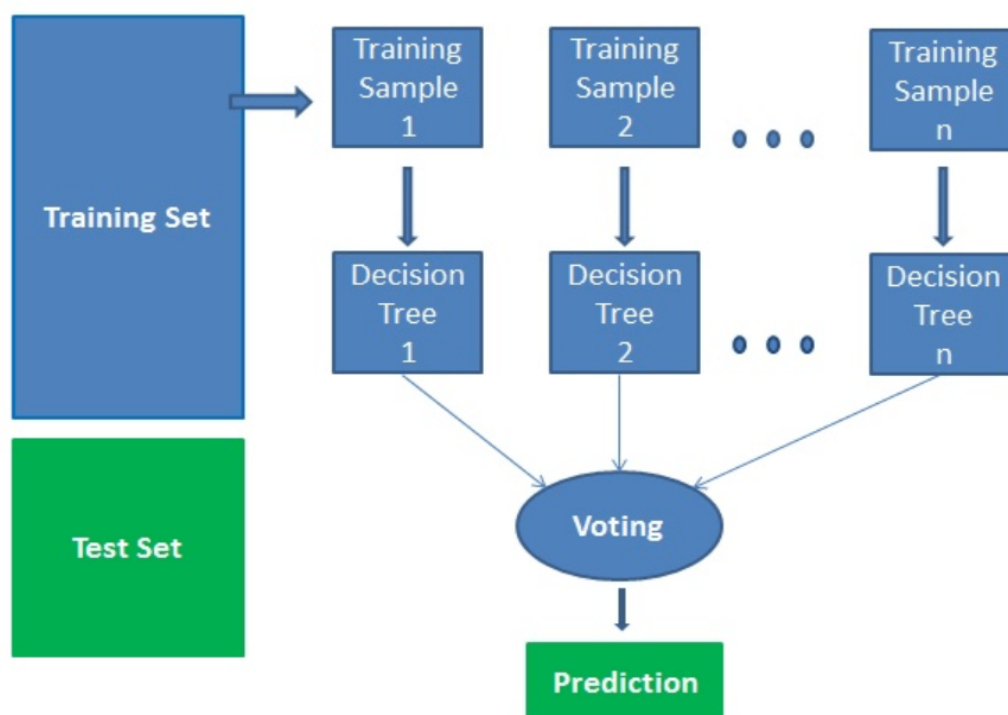 Training Set
Training
Sample
1
Training
Sample
2
Training
Sample
n
Decision
Tree
1
Decision
Tree
2
Decision
Tree
n
Voting
Test Set
Prediction